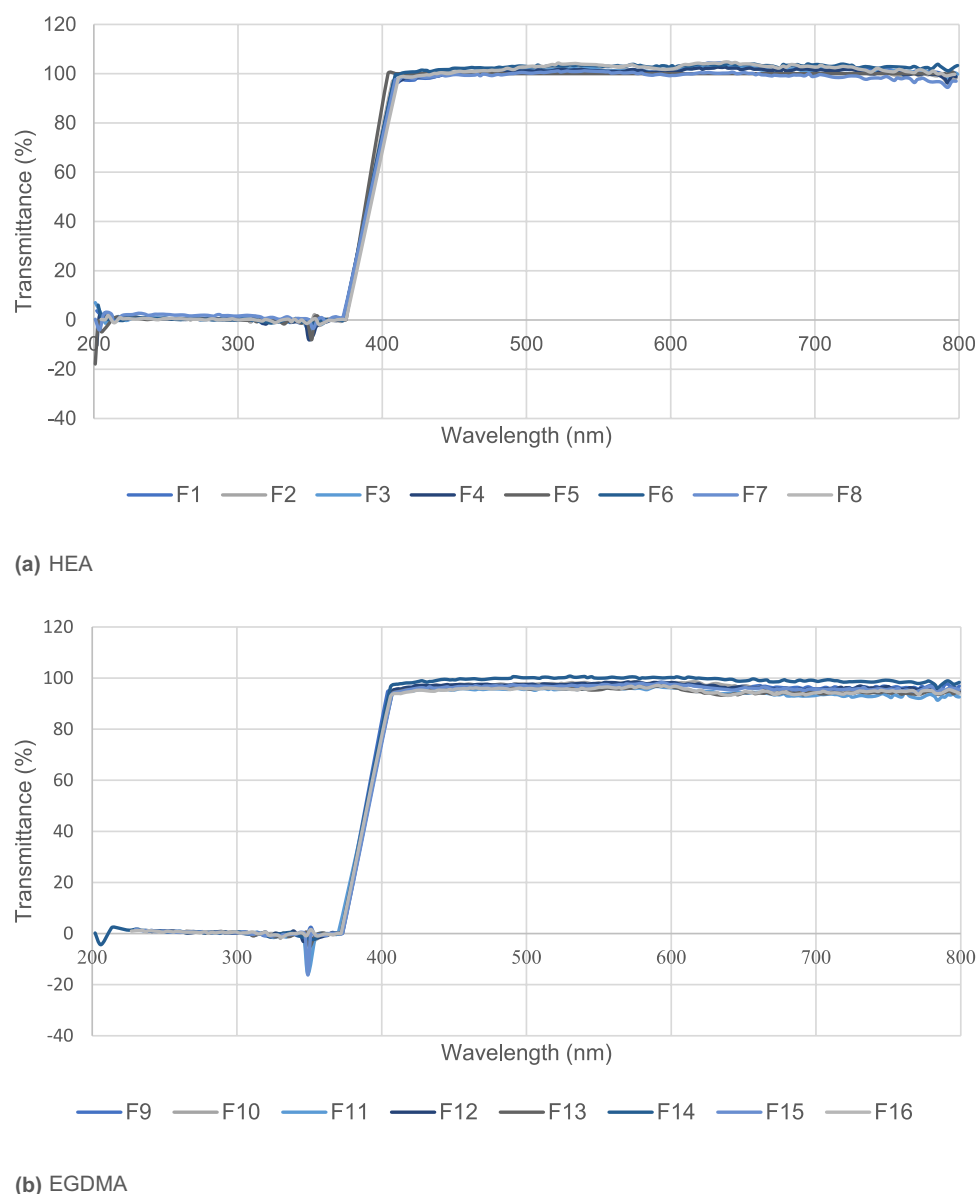 120
100
80
60
40
20
0
-20
-40
Transmittance (%)
200 300 400 500 600 700 800
Wavelength (nm)
F1 F2 F3 F4 F5 F6 F7 F8
(a) HEA
120
100
80
60
40
20
0
-20
-40
Transmittance (%)
200 300 400 500 600 700 800
Wavelength (nm)
F9 F10 F11 F12 F13 F14 F15 F16
(b) EGDMA